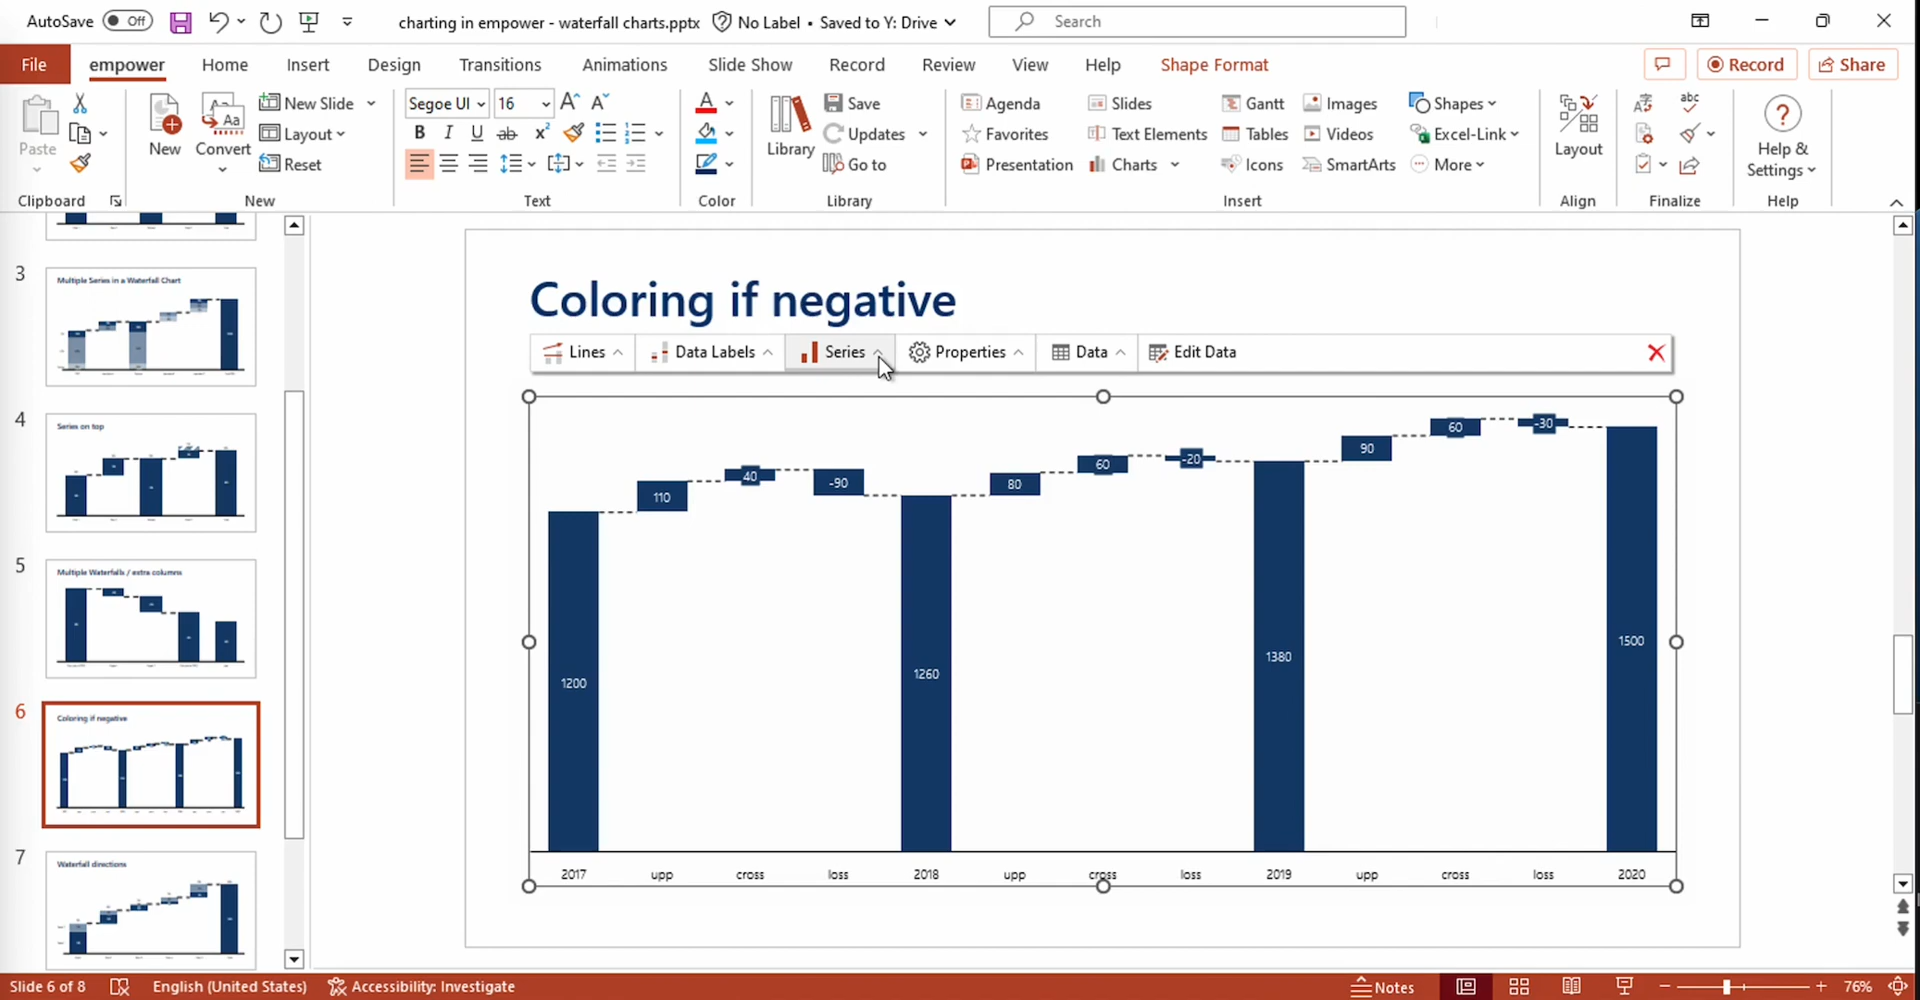 AutoSave Off charting in empower - waterfall charts.pptx No Label • Saved to Y: Drive Search
File empower Home Insert Design Transitions Animations Slide Show Record Review View Help Shape Format Record Share
Paste New Convert New Slide Layout Reset
Segoe UI 16
Library Save Updates Go to
Agenda Favorites Presentation
Slides Text Elements Charts
Gantt Tables Icons
Images Videos SmartArts
Shapes Excel-Link More
Layout
Help & Settings
Clipboard New Text Color Library Insert Align Finalize Help
3
Multiple Series in a Waterfall Chart
4
Series on top
5
Multiple Waterfalls / extra columns
6
Coloring if negative
7
Waterfall directions
Coloring if negative
Lines Data Labels Series Properties Data Edit Data
1200 110 40 -90 1260 80 60 -20 1380 90 60 -30 1500
2017 upp cross loss 2018 upp cross loss 2019 upp cross loss 2020
Slide 6 of 8 English (United States) Accessibility: Investigate Notes 76%